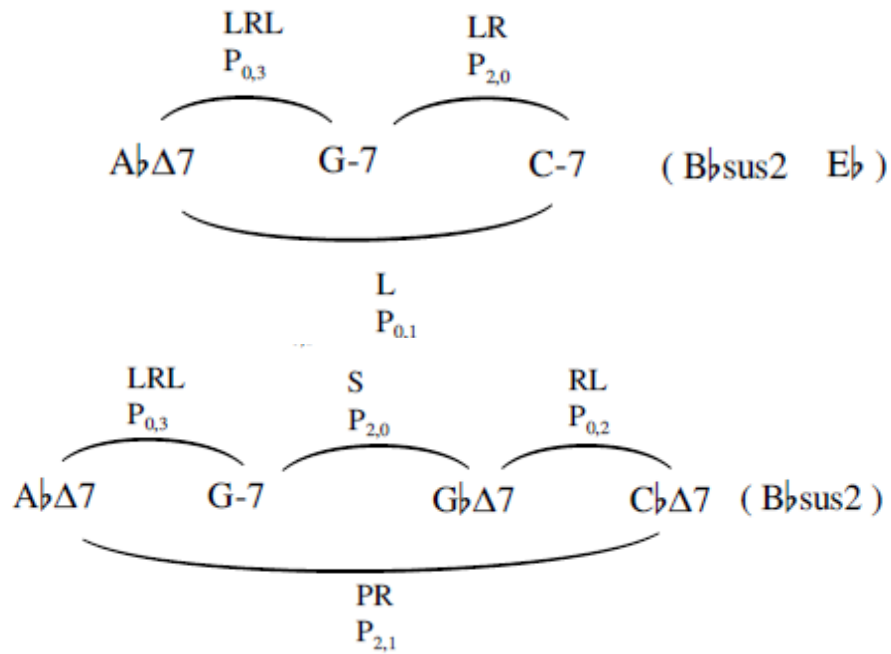 LRL LR
P₀,₃ P₂,₀
A♭Δ7 G-7 C-7 ( B♭sus2 E♭ )
L
P₀,₁
LRL S RL
P₀,₃ P₂,₀ P₀,₂
A♭Δ7 G-7 G♭Δ7 C♭Δ7 ( B♭sus2 )
PR
P₂,₁